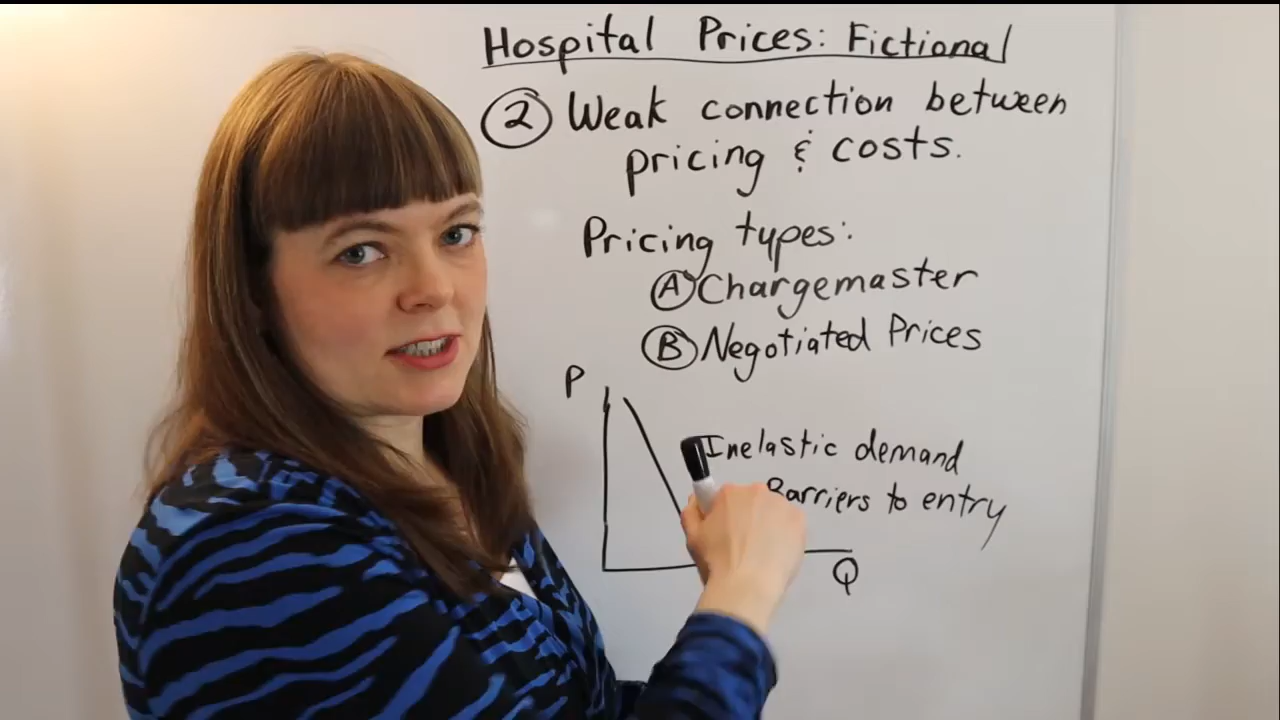 Hospital Prices: Fictional
② Weak connection between
pricing & costs.
Pricing types:
Ⓐ Chargemaster
Ⓑ Negotiated Prices
P
Inelastic demand
Barriers to entry
Q